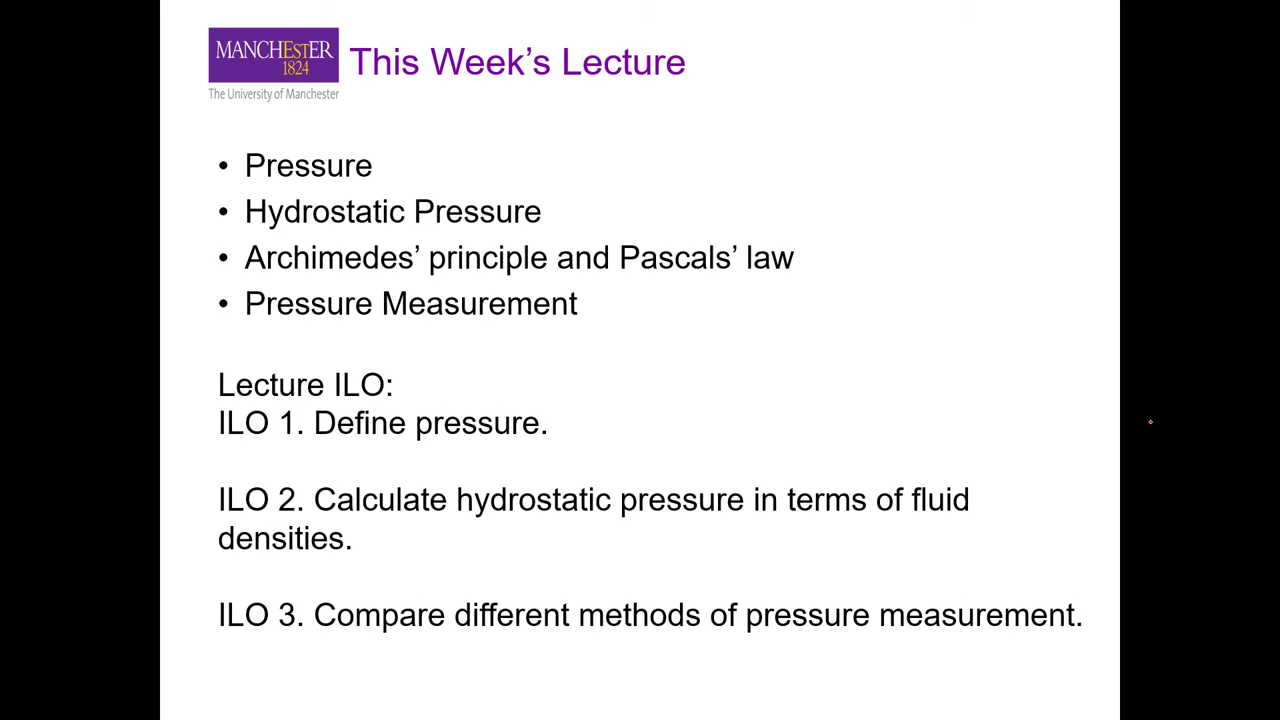 MANCHESTER
1824
The University of Manchester
This Week's Lecture
• Pressure
• Hydrostatic Pressure
• Archimedes' principle and Pascals' law
• Pressure Measurement
Lecture ILO:
ILO 1. Define pressure.
ILO 2. Calculate hydrostatic pressure in terms of fluid
densities.
ILO 3. Compare different methods of pressure measurement.